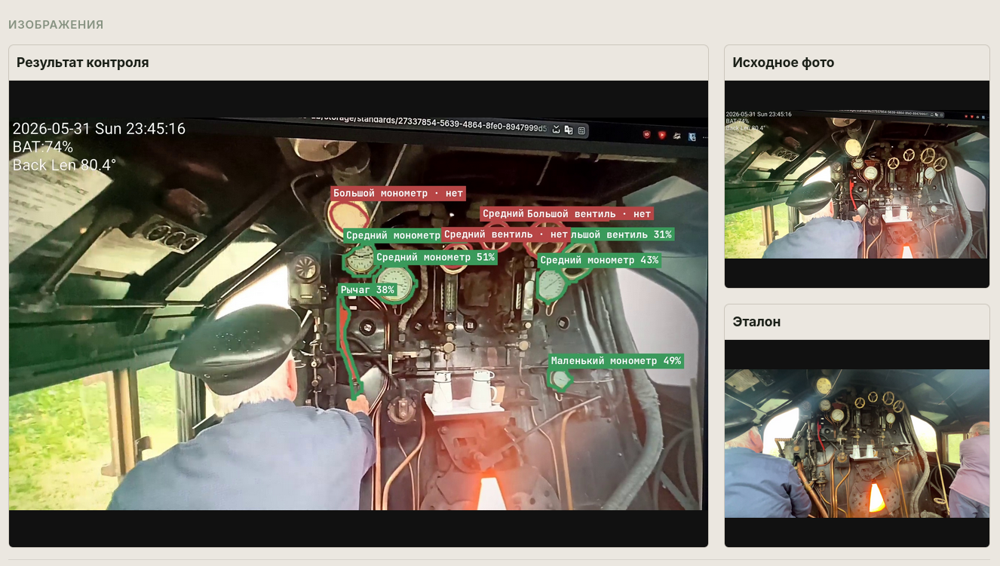 ИЗОБРАЖЕНИЯ
Результат контроля
2026-05-31 Sun 23:45:16
BAT:74%
Back Len 80.4°
/storage/standards/27337854-5639-4864-8fe0-8947999d5
Большой монометр · нет
Средний Большой вентиль · нет
Средний монометр Средний вентиль · нет льшой вентиль 31%
Средний монометр 51% Средний монометр 43%
Рычаг 38%
Маленький монометр 49%
Исходное фото
2026-05-31 Sun 23:45:16
BAT:74%
Back Len 80.4°
Эталон